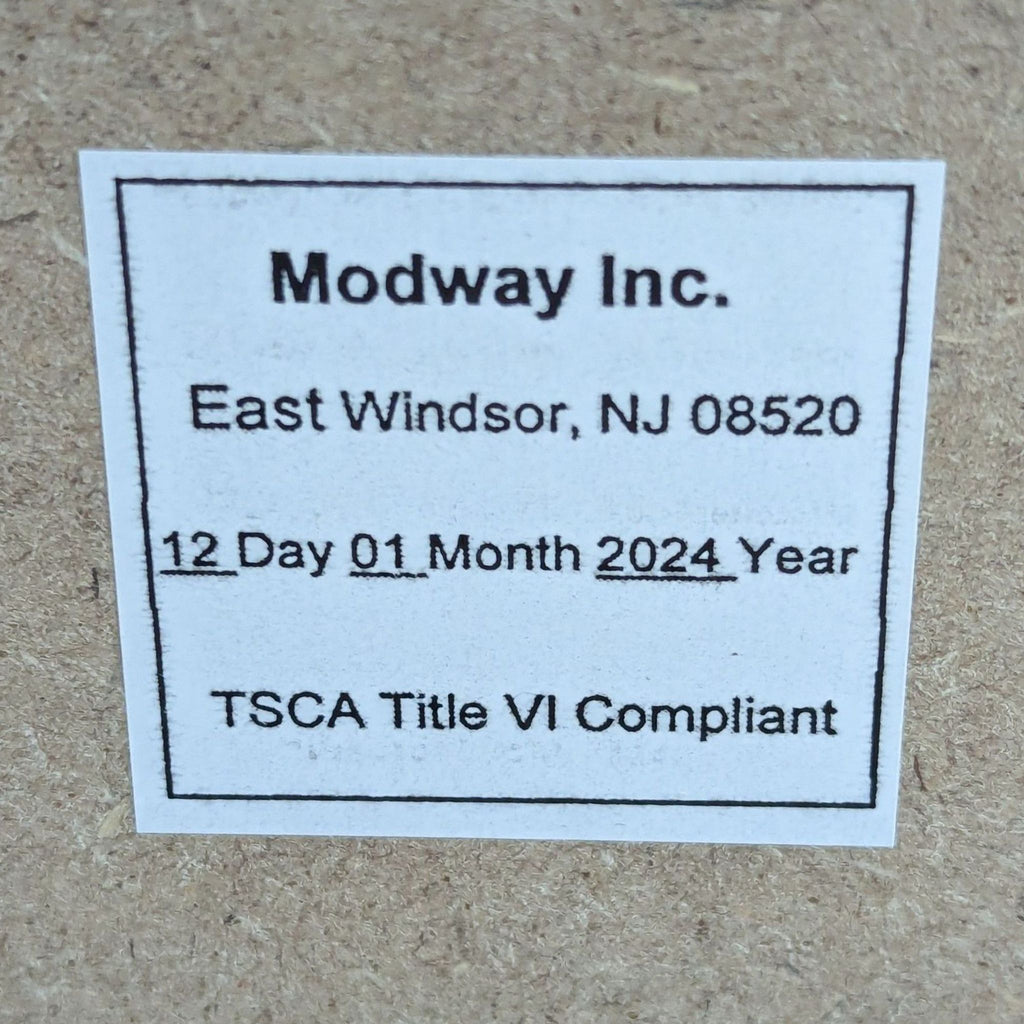 Modway Inc.
East Windsor, NJ 08520
12 Day 01 Month 2024 Year
TSCA Title VI Compliant